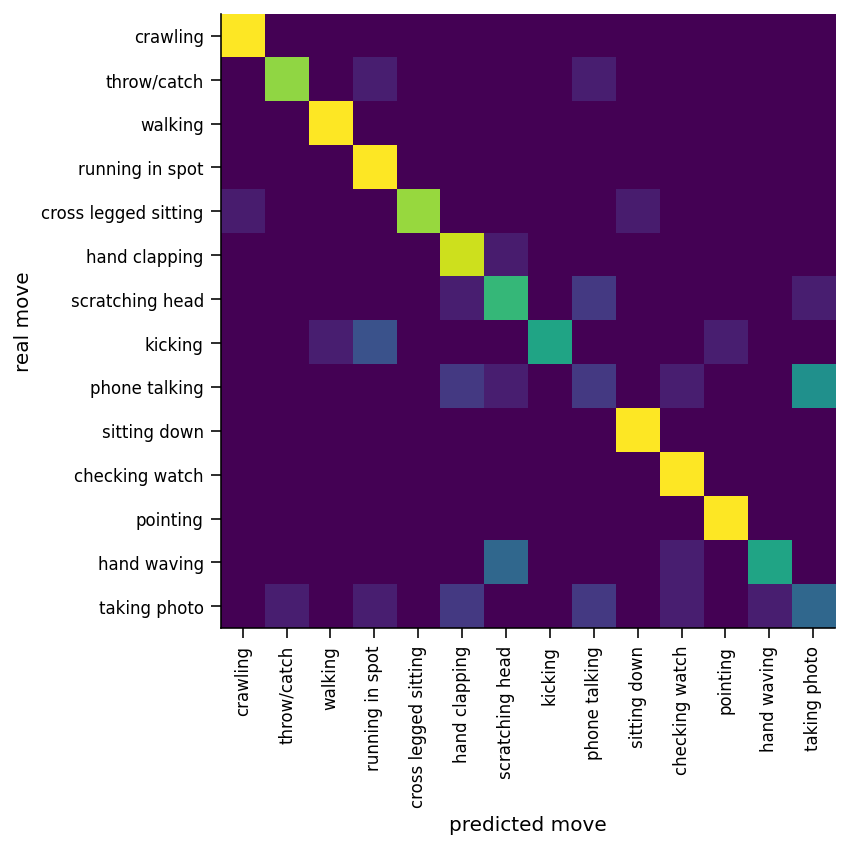 crawling
throw/catch
walking
running in spot
cross legged sitting
hand clapping
scratching head
kicking
phone talking
sitting down
checking watch
pointing
hand waving
taking photo
real move
crawling
throw/catch
walking
running in spot
cross legged sitting
hand clapping
scratching head
kicking
phone talking
sitting down
checking watch
pointing
hand waving
taking photo
predicted move